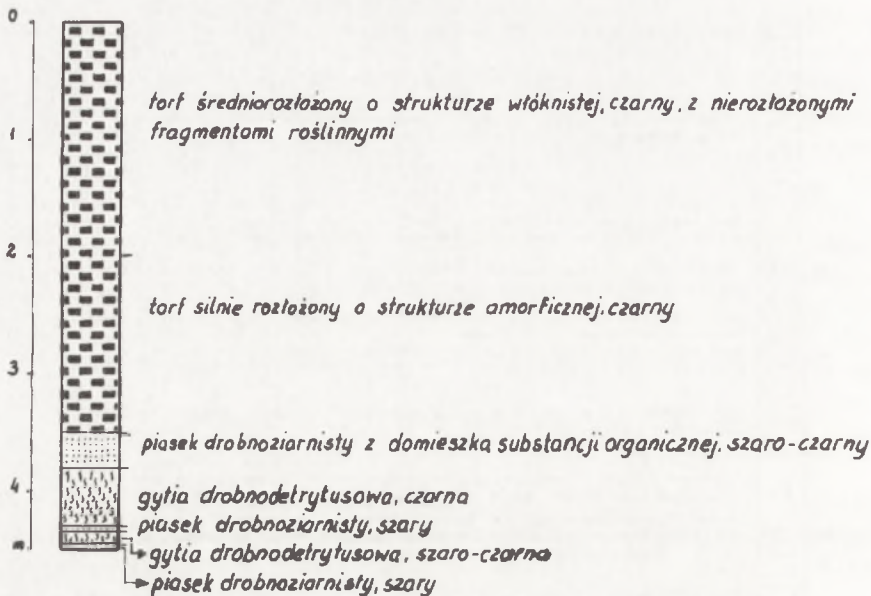 0
torf średniorozłożony o strukturze włóknistej, czarny, z nierozłożonymi
fragmentami roślinnymi
1
2
torf silnie rozłożony o strukturze amorficznej, czarny
3
piasek drobnoziarnisty z domieszką substancji organicznej, szaro-czarny
4
gytia drobnodetrytusowa, czarna
piasek drobnoziarnisty, szary
m
gytia drobnodetrytusowa, szaro-czarna
piasek drobnoziarnisty, szary